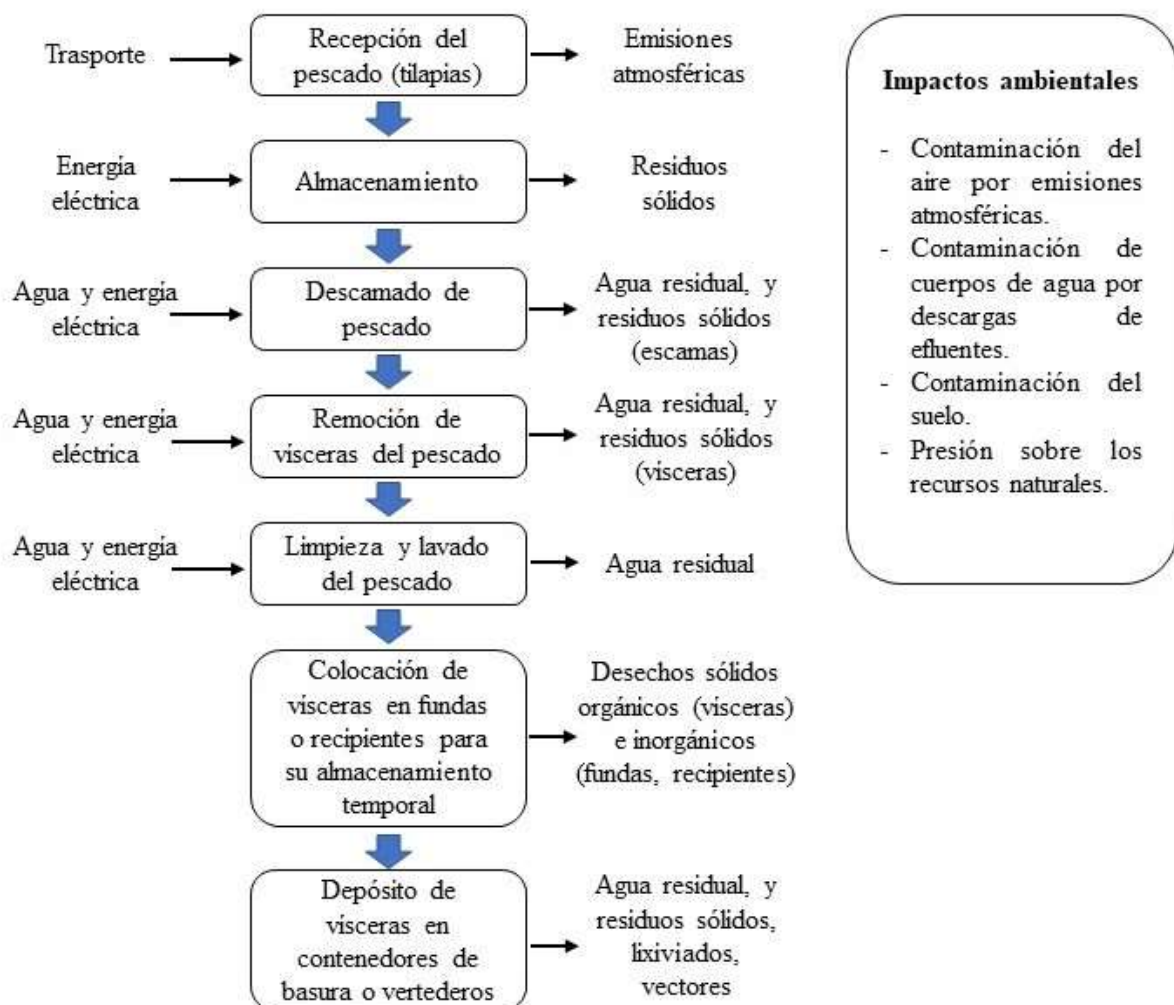 Trasporte
Recepción del
pescado (tilapias)
Emisiones
atmosféricas
Energía
eléctrica
Almacenamiento
Residuos
sólidos
Agua y energía
eléctrica
Descamado de
pescado
Agua residual, y
residuos sólidos
(escamas)
Agua y energía
eléctrica
Remoción de
vísceras del pescado
Agua residual, y
residuos sólidos
(vísceras)
Agua y energía
eléctrica
Limpieza y lavado
del pescado
Agua residual
Colocación de
vísceras en fundas
o recipientes para
su almacenamiento
temporal
Desechos sólidos
orgánicos (vísceras)
e inorgánicos
(fundas, recipientes)
Depósito de
vísceras en
contenedores de
basura o vertederos
Agua residual, y
residuos sólidos,
lixiviados,
vectores
Impactos ambientales
- Contaminación del
aire por emisiones
atmosféricas.
- Contaminación de
cuerpos de agua por
descargas de
efluentes.
- Contaminación del
suelo.
- Presión sobre los
recursos naturales.